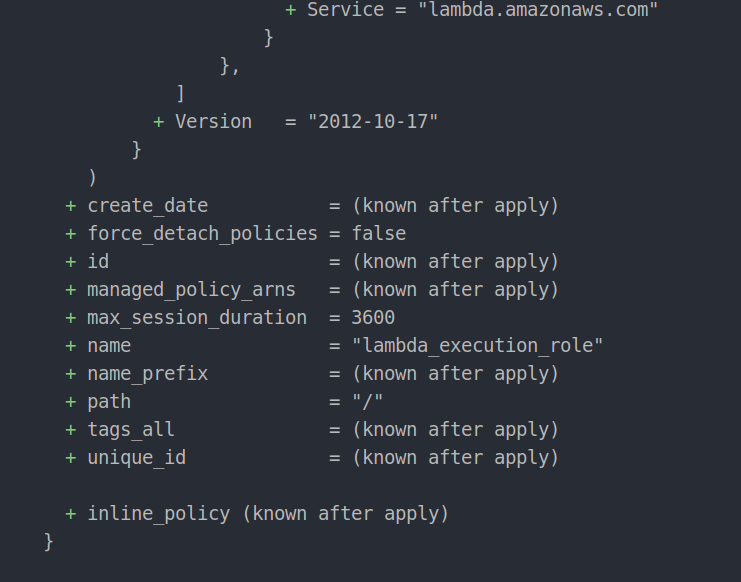 + Service = "lambda.amazonaws.com"
                    }
                },
            ]
          + Version   = "2012-10-17"
        }
    )
  + create_date           = (known after apply)
  + force_detach_policies = false
  + id                    = (known after apply)
  + managed_policy_arns   = (known after apply)
  + max_session_duration  = 3600
  + name                  = "lambda_execution_role"
  + name_prefix           = (known after apply)
  + path                  = "/"
  + tags_all              = (known after apply)
  + unique_id             = (known after apply)

  + inline_policy (known after apply)
}